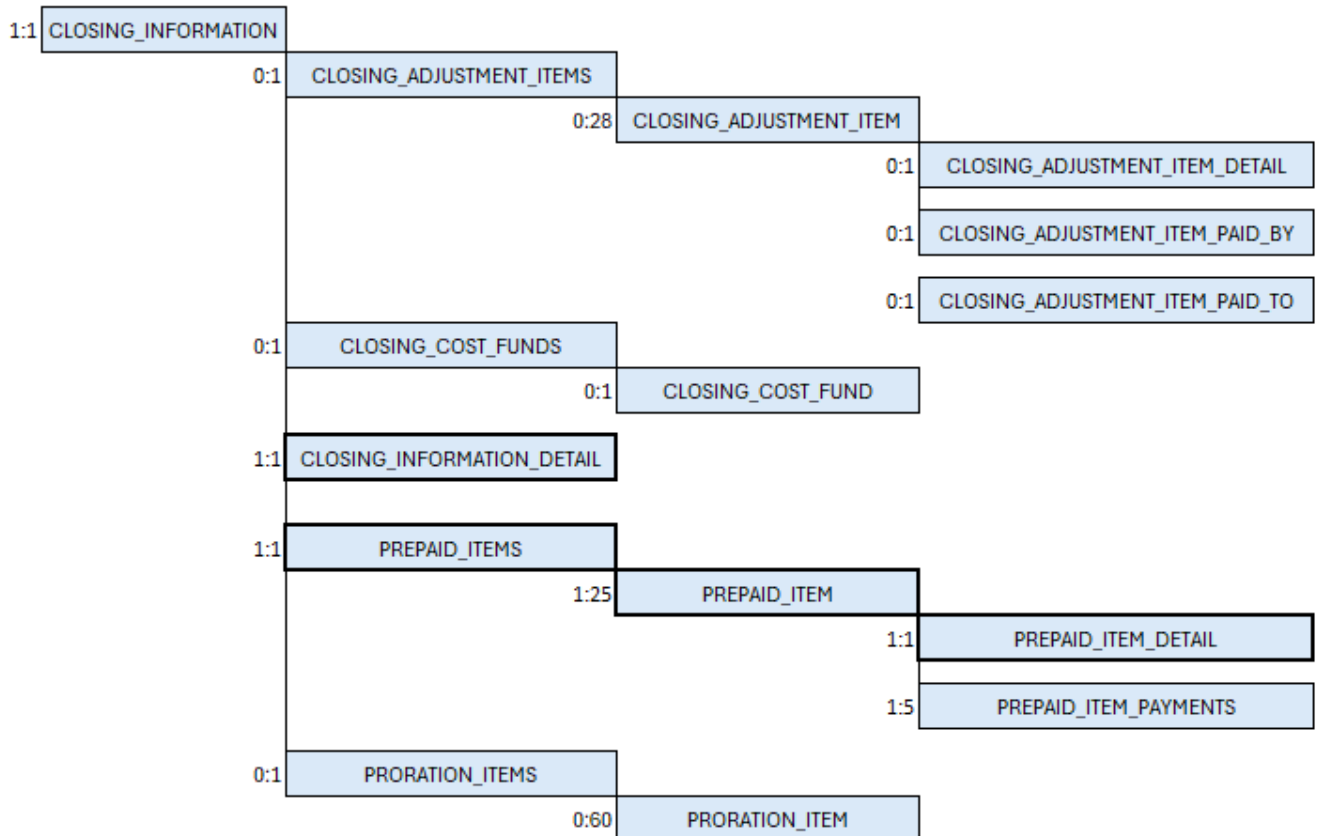 1:1 CLOSING_INFORMATION
0:1 CLOSING_ADJUSTMENT_ITEMS
0:28 CLOSING_ADJUSTMENT_ITEM
0:1 CLOSING_ADJUSTMENT_ITEM_DETAIL
0:1 CLOSING_ADJUSTMENT_ITEM_PAID_BY
0:1 CLOSING_ADJUSTMENT_ITEM_PAID_TO
0:1 CLOSING_COST_FUNDS
0:1 CLOSING_COST_FUND
1:1 CLOSING_INFORMATION_DETAIL
1:1 PREPAID_ITEMS
1:25 PREPAID_ITEM
1:1 PREPAID_ITEM_DETAIL
1:5 PREPAID_ITEM_PAYMENTS
0:1 PRORATION_ITEMS
0:60 PRORATION_ITEM